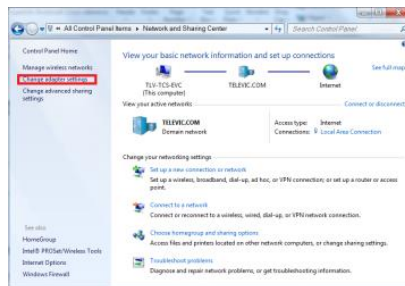 All Control Panel Items
Network and Sharing Center
Search Control Panel
Control Panel Home
Manage wireless networks
Change adapter settings
Change advanced sharing
settings
View your basic network information and set up connections
See full map
TLV-TCS-EVC
(This computer)
TELEVIC.COM
Internet
View your active networks
Connect or disconnect
TELEVIC.COM
Domain network
Access type: Internet
Connections: Local Area Connection
Change your networking settings
Set up a new connection or network
Set up a wireless, broadband, dial-up, ad hoc, or VPN connection; or set up a router or access
point.
Connect to a network
Connect or reconnect to a wireless, wired, dial-up, or VPN network connection.
Choose homegroup and sharing options
Access files and printers located on other network computers, or change sharing settings.
Troubleshoot problems
Diagnose and repair network problems, or get troubleshooting information.
See also
HomeGroup
Intel® PROSet/Wireless Tools
Internet Options
Windows Firewall